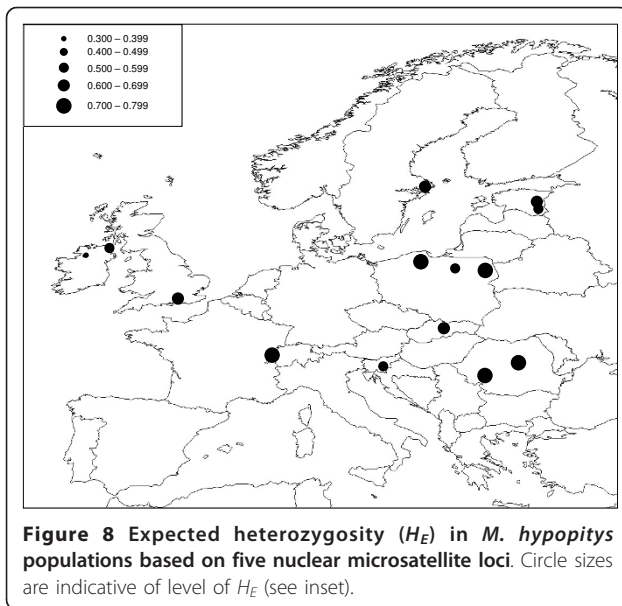 0.300 – 0.399
0.400 – 0.499
0.500 – 0.599
0.600 – 0.699
0.700 – 0.799
Figure 8 Expected heterozygosity (HE) in M. hypopitys
populations based on five nuclear microsatellite loci. Circle sizes
are indicative of level of HE (see inset).